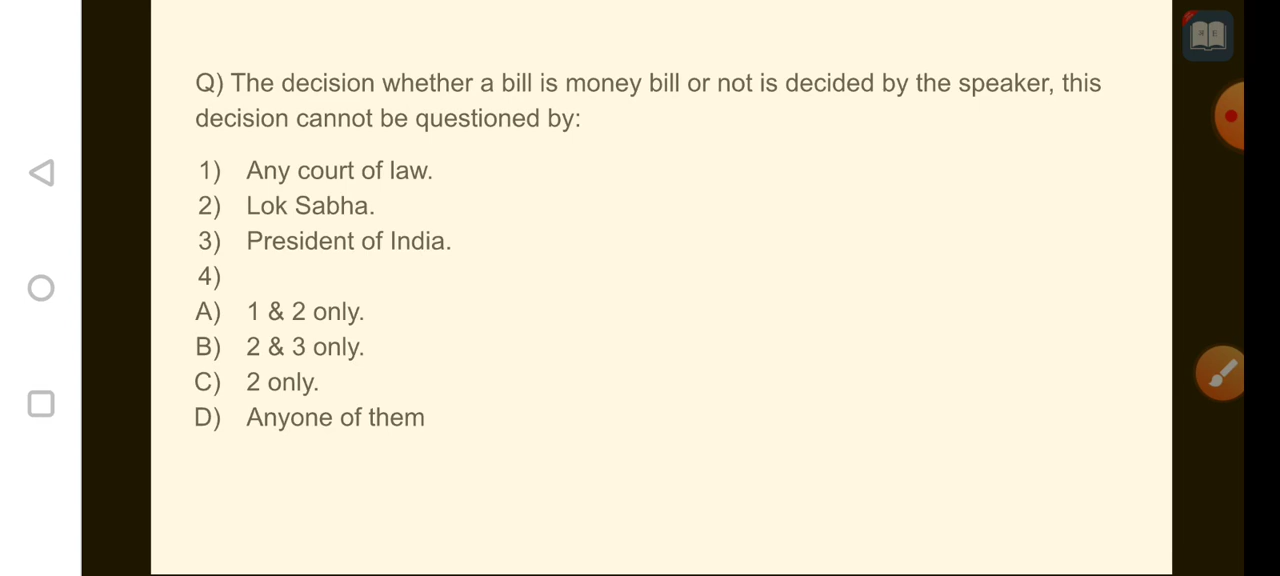 Q) The decision whether a bill is money bill or not is decided by the speaker, this
decision cannot be questioned by:
1) Any court of law.
2) Lok Sabha.
3) President of India.
4)
A) 1 & 2 only.
B) 2 & 3 only.
C) 2 only.
D) Anyone of them